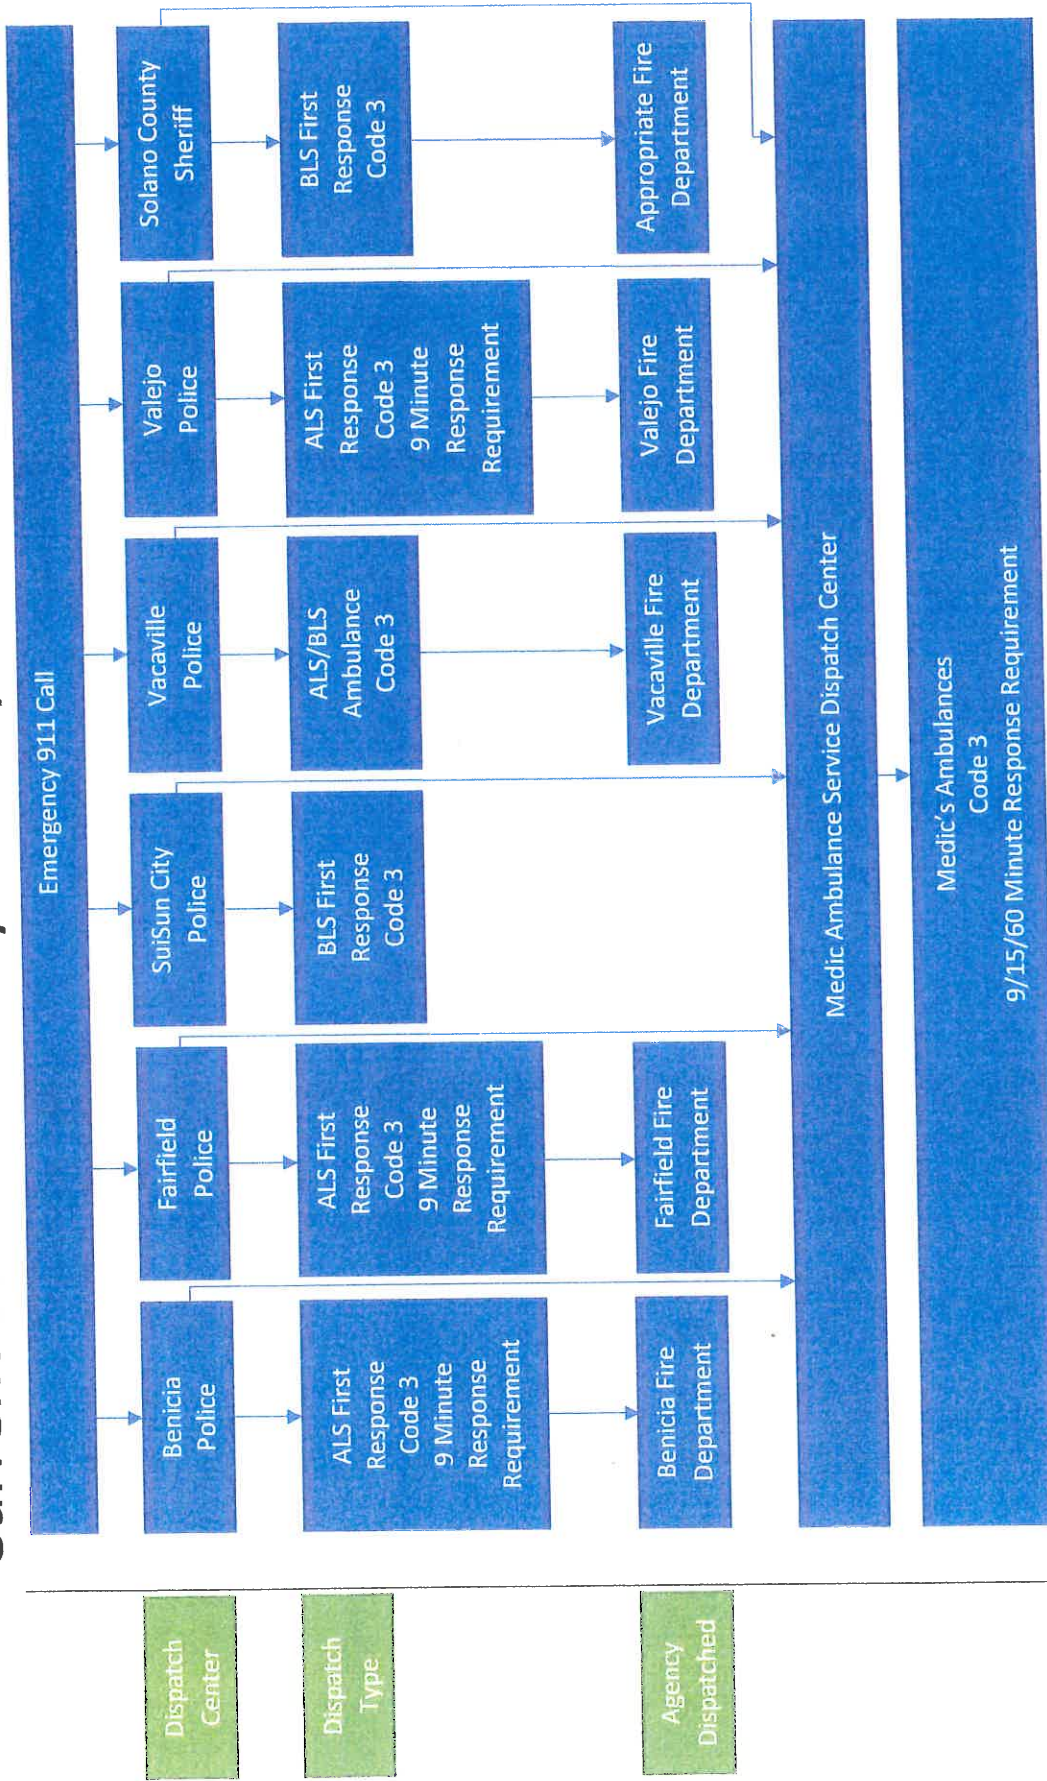 Emergency 911 Call
Dispatch
Center
Benicia
Police
Fairfield
Police
SuiSun City
Police
Vacaville
Police
Valejo
Police
Solano County
Sheriff
Dispatch
Type
ALS First
Response
Code 3
9 Minute
Response
Requirement
ALS First
Response
Code 3
9 Minute
Response
Requirement
BLS First
Response
Code 3
ALS/BLS
Ambulance
Code 3
ALS First
Response
Code 3
9 Minute
Response
Requirement
BLS First
Response
Code 3
Agency
Dispatched
Benicia Fire
Department
Fairfield Fire
Department
Vacaville Fire
Department
Valejo Fire
Department
Appropriate Fire
Department
Medic Ambulance Service Dispatch Center
Medic's Ambulances
Code 3
9/15/60 Minute Response Requirement